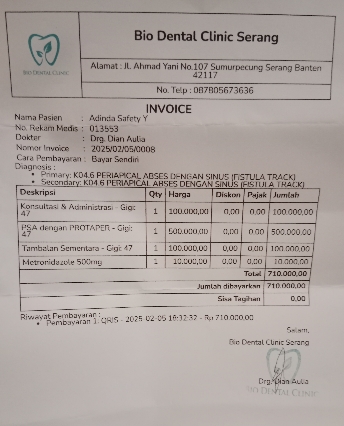 BIO DENTAL CLINIC
Bio Dental Clinic Serang
Alamat : JL Ahmad Yani No.107 Sumurpecung Serang Banten
42117
No. Telp : 087805673636
INVOICE
Nama Pasien : Adinda Safety Y
No. Rekam Medis : 013553
Dokter : Drg. Dian Aulia
Nomor Invoice : 2025/02/05/0008
Cara Pembayaran : Bayar Sendiri
Diagnosis :
• Primary: K04.6 PERIAPICAL ABSES DENGAN SINUS (FISTULA TRACK)
• Secondary: K04.6 PERIAPICAL ABSES DENGAN SINUS (FISTULA TRACK)
Deskripsi Qty Harga Diskon Pajak Jumlah
Konsultasi & Administrasi - Gigi: 1 100.000,00 0,00 0,00 100.000,00
47
PSA dengan PROTAPER - Gigi: 1 500.000,00 0,00 0,00 500.000,00
47
Tambalan Sementara - Gigi: 47 1 100.000,00 0,00 0,00 100.000,00
Metronidazole 500mg 1 10.000,00 0,00 0,00 10.000,00
Total 710.000,00
Jumlah dibayarkan 710.000,00
Sisa Tagihan 0,00
Riwayat Pembayaran :
• Pembayaran 1: QRIS - 2025-02-05 18:32:32 - Rp 710.000,00
Salam,
Bio Dental Clinic Serang
Drg. Dian Aulia
BIO DENTAL CLINIC